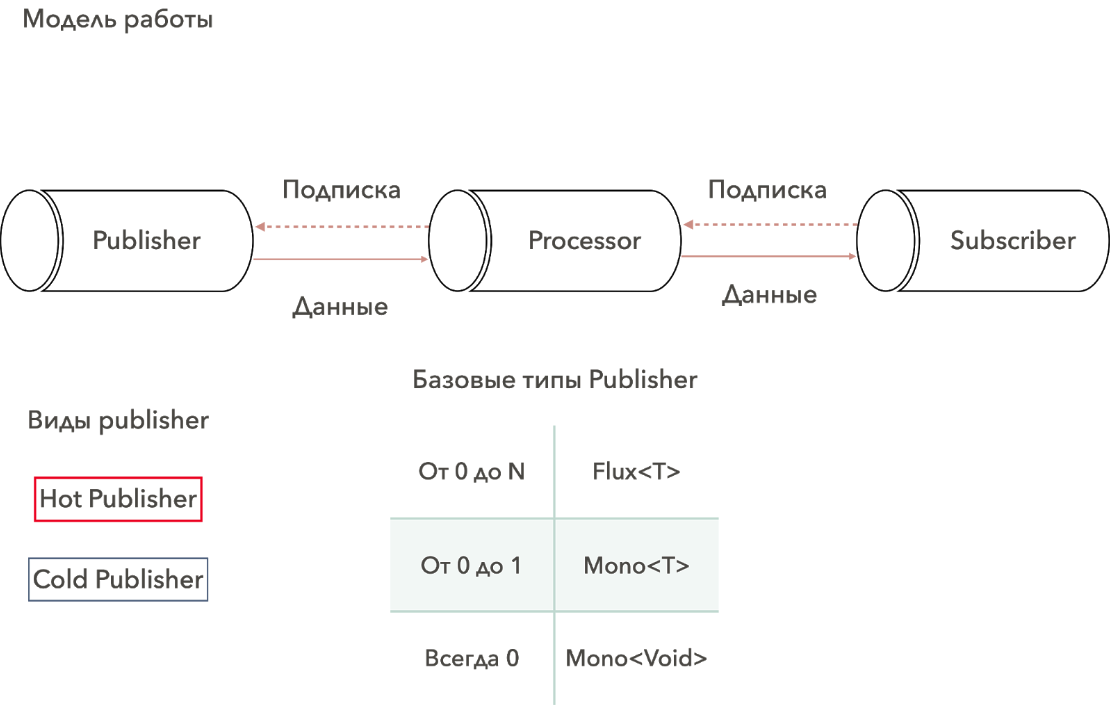 Модель работы
Подписка
Подписка
Publisher
Processor
Subscriber
Данные
Данные
Базовые типы Publisher
Виды publisher
От 0 до N
Flux<T>
Hot Publisher
От 0 до 1
Mono<T>
Cold Publisher
Всегда 0
Mono<Void>